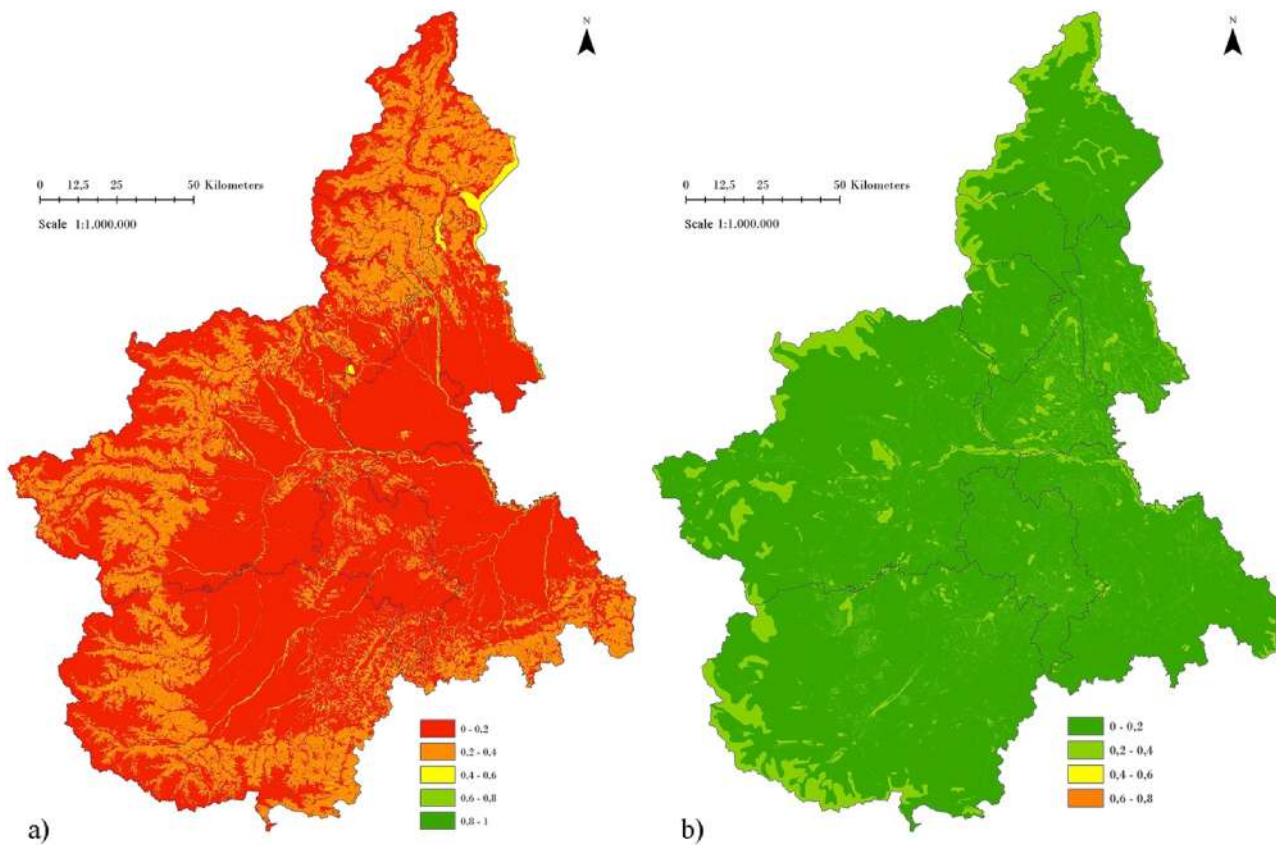 N
0 12,5 25 50 Kilometers
Scale 1:1.000.000
0 - 0,2
0,2 - 0,4
0,4 - 0,6
0,6 - 0,8
0,8 - 1
a)
N
0 12,5 25 50 Kilometers
Scale 1:1.000.000
0 - 0,2
0,2 - 0,4
0,4 - 0,6
0,6 - 0,8
b)